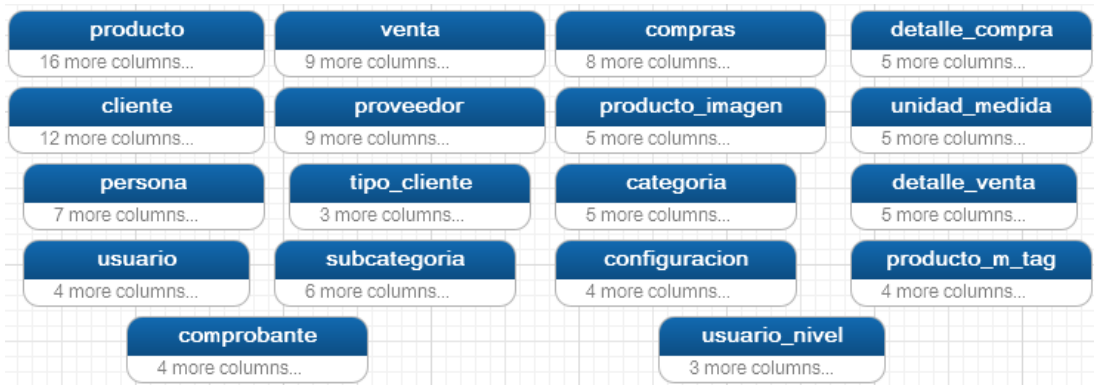 producto
16 more columns...
venta
9 more columns...
compras
8 more columns...
detalle_compra
5 more columns...
cliente
12 more columns...
proveedor
9 more columns...
producto_imagen
5 more columns...
unidad_medida
5 more columns...
persona
7 more columns...
tipo_cliente
3 more columns...
categoria
5 more columns...
detalle_venta
5 more columns...
usuario
4 more columns...
subcategoria
6 more columns...
configuracion
4 more columns...
producto_m_tag
4 more columns...
comprobante
4 more columns...
usuario_nivel
3 more columns...